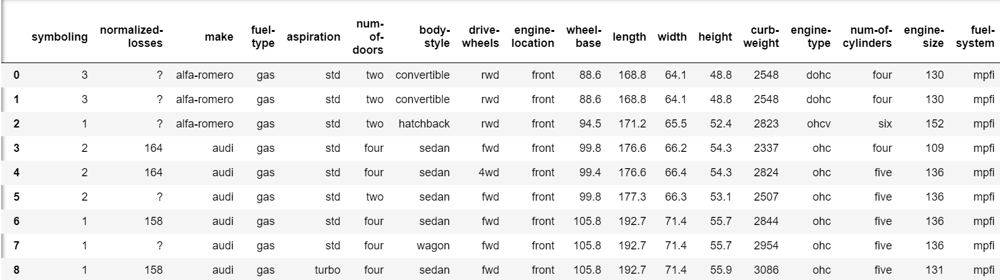 symboling normalized-losses make fuel-type aspiration num-of-doors body-style drive-wheels engine-location wheel-base length width height curb-weight engine-type num-of-cylinders engine-size fuel-system
0 3 ? alfa-romero gas std two convertible rwd front 88.6 168.8 64.1 48.8 2548 dohc four 130 mpfi
1 3 ? alfa-romero gas std two convertible rwd front 88.6 168.8 64.1 48.8 2548 dohc four 130 mpfi
2 1 ? alfa-romero gas std two hatchback rwd front 94.5 171.2 65.5 52.4 2823 ohcv six 152 mpfi
3 2 164 audi gas std four sedan fwd front 99.8 176.6 66.2 54.3 2337 ohc four 109 mpfi
4 2 164 audi gas std four sedan 4wd front 99.4 176.6 66.4 54.3 2824 ohc five 136 mpfi
5 2 ? audi gas std two sedan fwd front 99.8 177.3 66.3 53.1 2507 ohc five 136 mpfi
6 1 158 audi gas std four sedan fwd front 105.8 192.7 71.4 55.7 2844 ohc five 136 mpfi
7 1 ? audi gas std four wagon fwd front 105.8 192.7 71.4 55.7 2954 ohc five 136 mpfi
8 1 158 audi gas turbo four sedan fwd front 105.8 192.7 71.4 55.9 3086 ohc five 131 mpfi